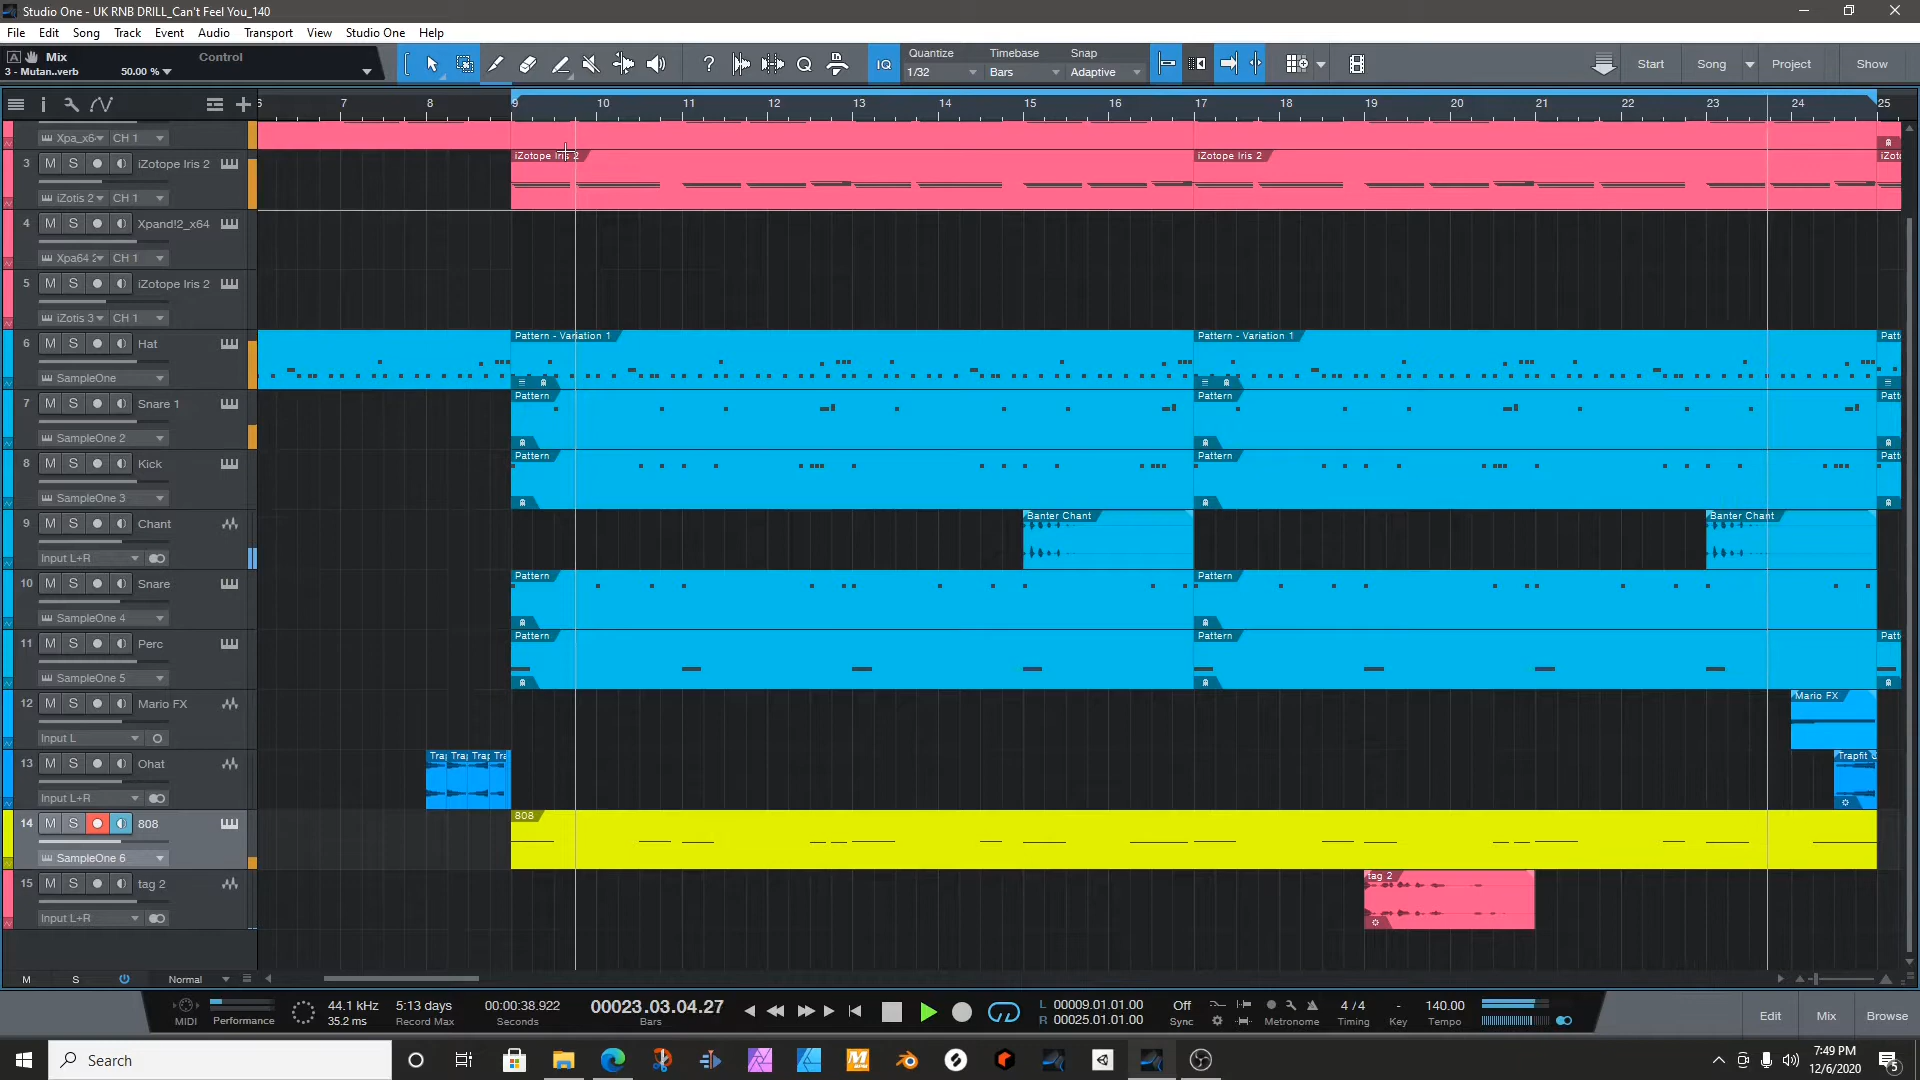 Studio One - UK RNB DRILL_Can't Feel You_140
File Edit Song Track Event Audio Transport View Studio One Help
Mix
3 - Mutan..verb 50.00 %
Control
IQ
Quantize
1/32
Timebase
Bars
Snap
Adaptive
Start Song Project Show
7 8 9 10 11 12 13 14 15 16 17 18 19 20 21 22 23 24 25
CH 1
3 M S iZotope Iris 2
iZotis 2 CH 1
iZotope Iris 2
iZotope Iris 2
4 M S Xpand!2_x64
Xpa64 2 CH 1
5 M S iZotope Iris 2
iZotis 3 CH 1
6 M S Hat
SampleOne
Pattern - Variation 1
Pattern - Variation 1
7 M S Snare 1
SampleOne 2
Pattern
Pattern
8 M S Kick
SampleOne 3
Pattern
Pattern
9 M S Chant
Input L+R
Banter Chant
Banter Chant
10 M S Snare
SampleOne 4
Pattern
Pattern
11 M S Perc
SampleOne 5
Pattern
Pattern
12 M S Mario FX
Input L
Mario FX
13 M S Ohat
Input L+R
Trapfit
14 M S 808
SampleOne 6
808
15 M S tag 2
Input L+R
tag 2
M S Normal
MIDI
Performance
44.1 kHz
35.2 ms
5:13 days
Record Max
00:00:38.922
Seconds
00023.03.04.27
Bars
L 00009.01.01.00
R 00025.01.01.00
Off
Sync
Metronome
4 / 4
Timing
-
Key
140.00
Tempo
Edit Mix Browse
Search
7:49 PM
12/6/2020
5